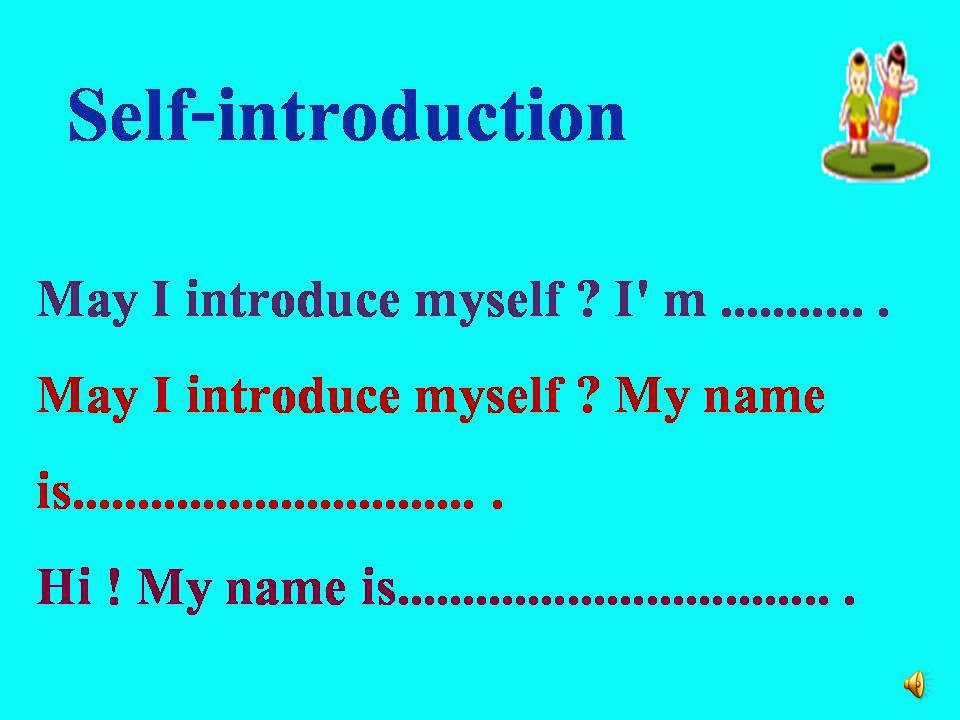 Self-introduction
May I introduce myself ? I' m ........... .
May I introduce myself ? My name
is............................... .
Hi ! My name is................................. .